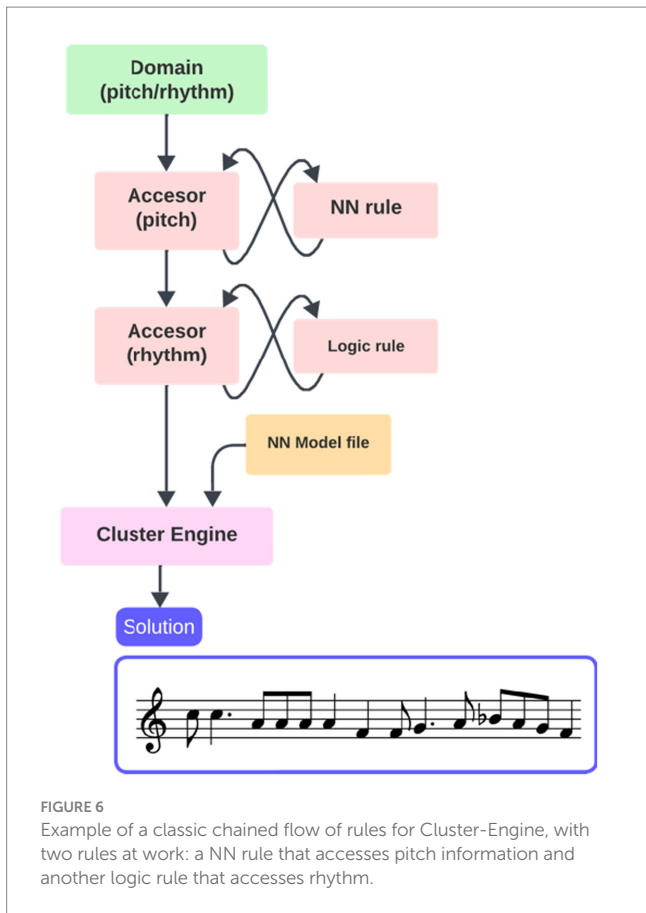 Domain
(pitch/rhythm)
Accesor
(pitch)
NN rule
Accesor
(rhythm)
Logic rule
NN Model file
Cluster Engine
Solution
FIGURE 6
Example of a classic chained flow of rules for Cluster-Engine, with
two rules at work: a NN rule that accesses pitch information and
another logic rule that accesses rhythm.